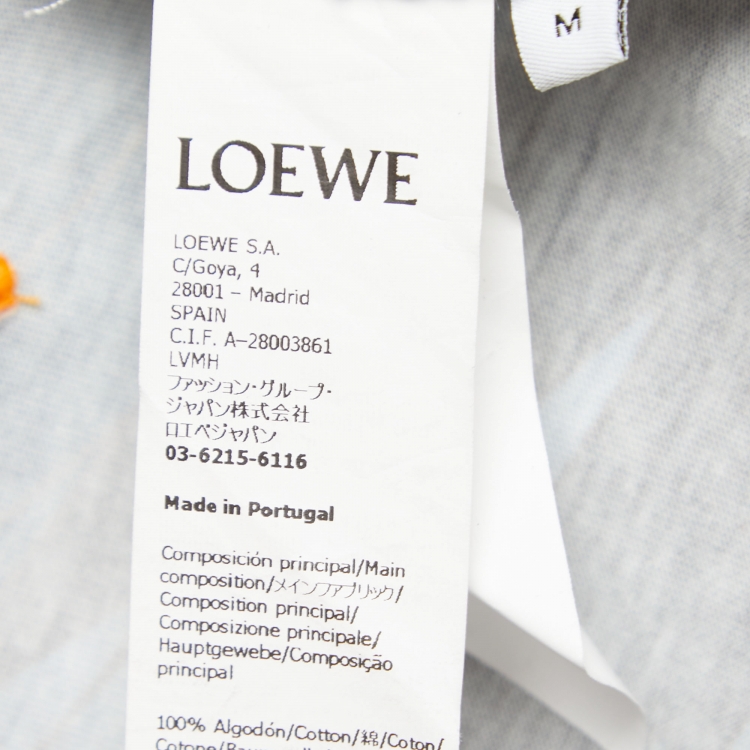 M
LOEWE
LOEWE S.A.
C/Goya, 4
28001 – Madrid
SPAIN
C.I.F. A–28003861
LVMH
ファッション・グループ・
ジャパン株式会社
ロエベジャパン
03-6215-6116
Made in Portugal
Composición principal/Main
composition/メインファブリック/
Composition principal/
Composizione principale/
Hauptgewebe/Composição
principal
100% Algodón/Cotton/綿/Coton/
Cotone/